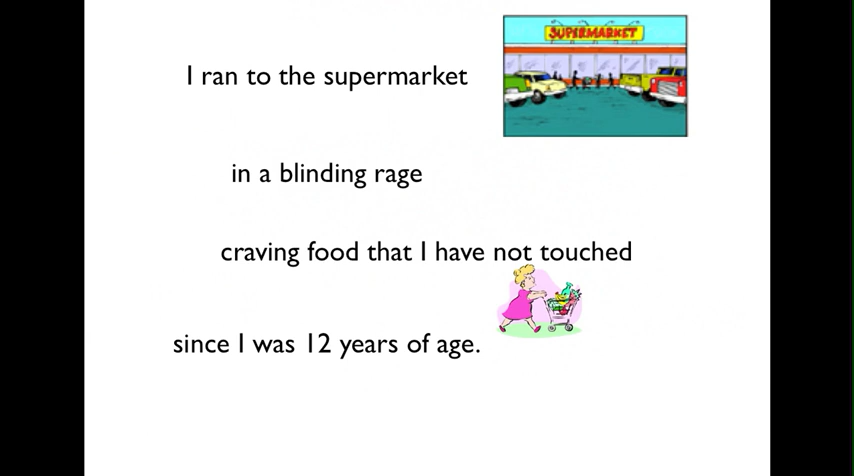 SUPERMARKET
I ran to the supermarket
in a blinding rage
craving food that I have not touched
since I was 12 years of age.